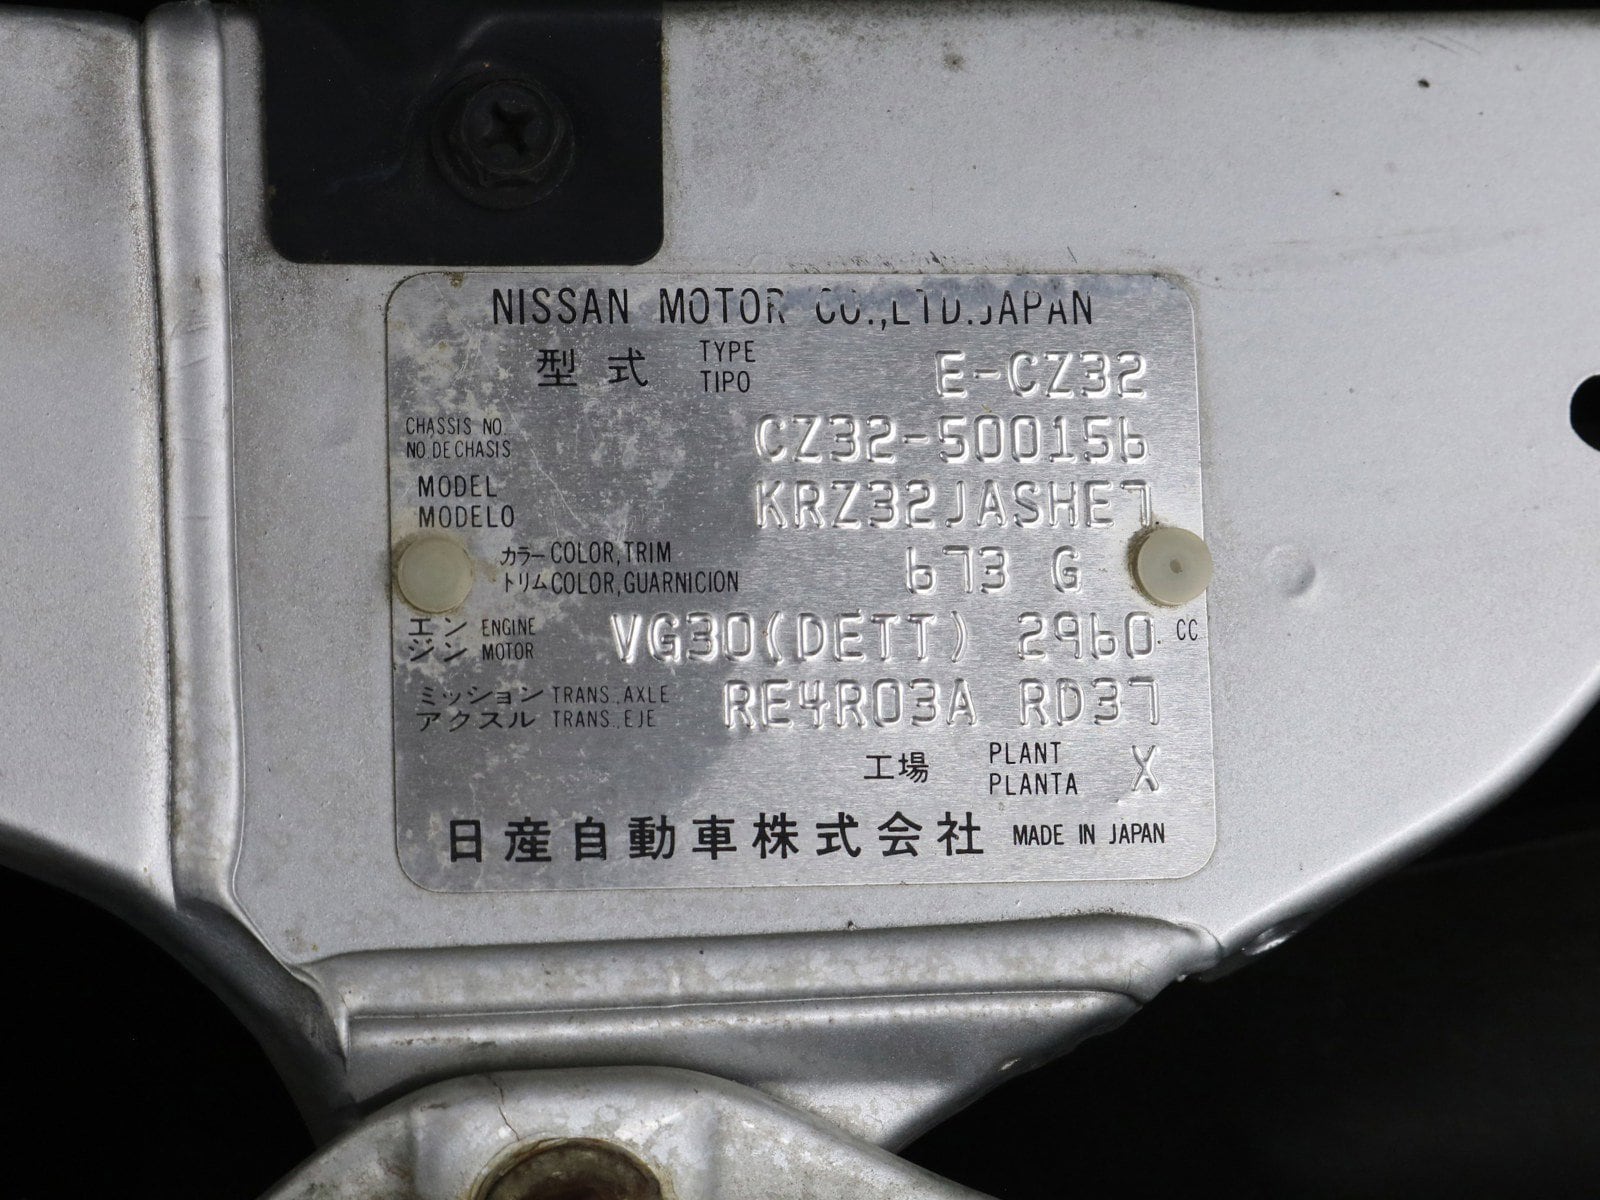 NISSAN MOTOR CO.,LTD.JAPAN
型式 TYPE E-CZ32
TIPO
CHASSIS NO. CZ32-500156
NO.DE CHASIS
MODEL KRZ32JASHE7
MODELO
カラー COLOR,TRIM 673 G
トリム COLOR,GUARNICION
エン ENGINE VG30(DETT) 2960 CC
ジン MOTOR
ミッション TRANS.,AXLE RE4R03A RD37
アクスル TRANS.,EJE
工場 PLANT X
PLANTA
日産自動車株式会社 MADE IN JAPAN